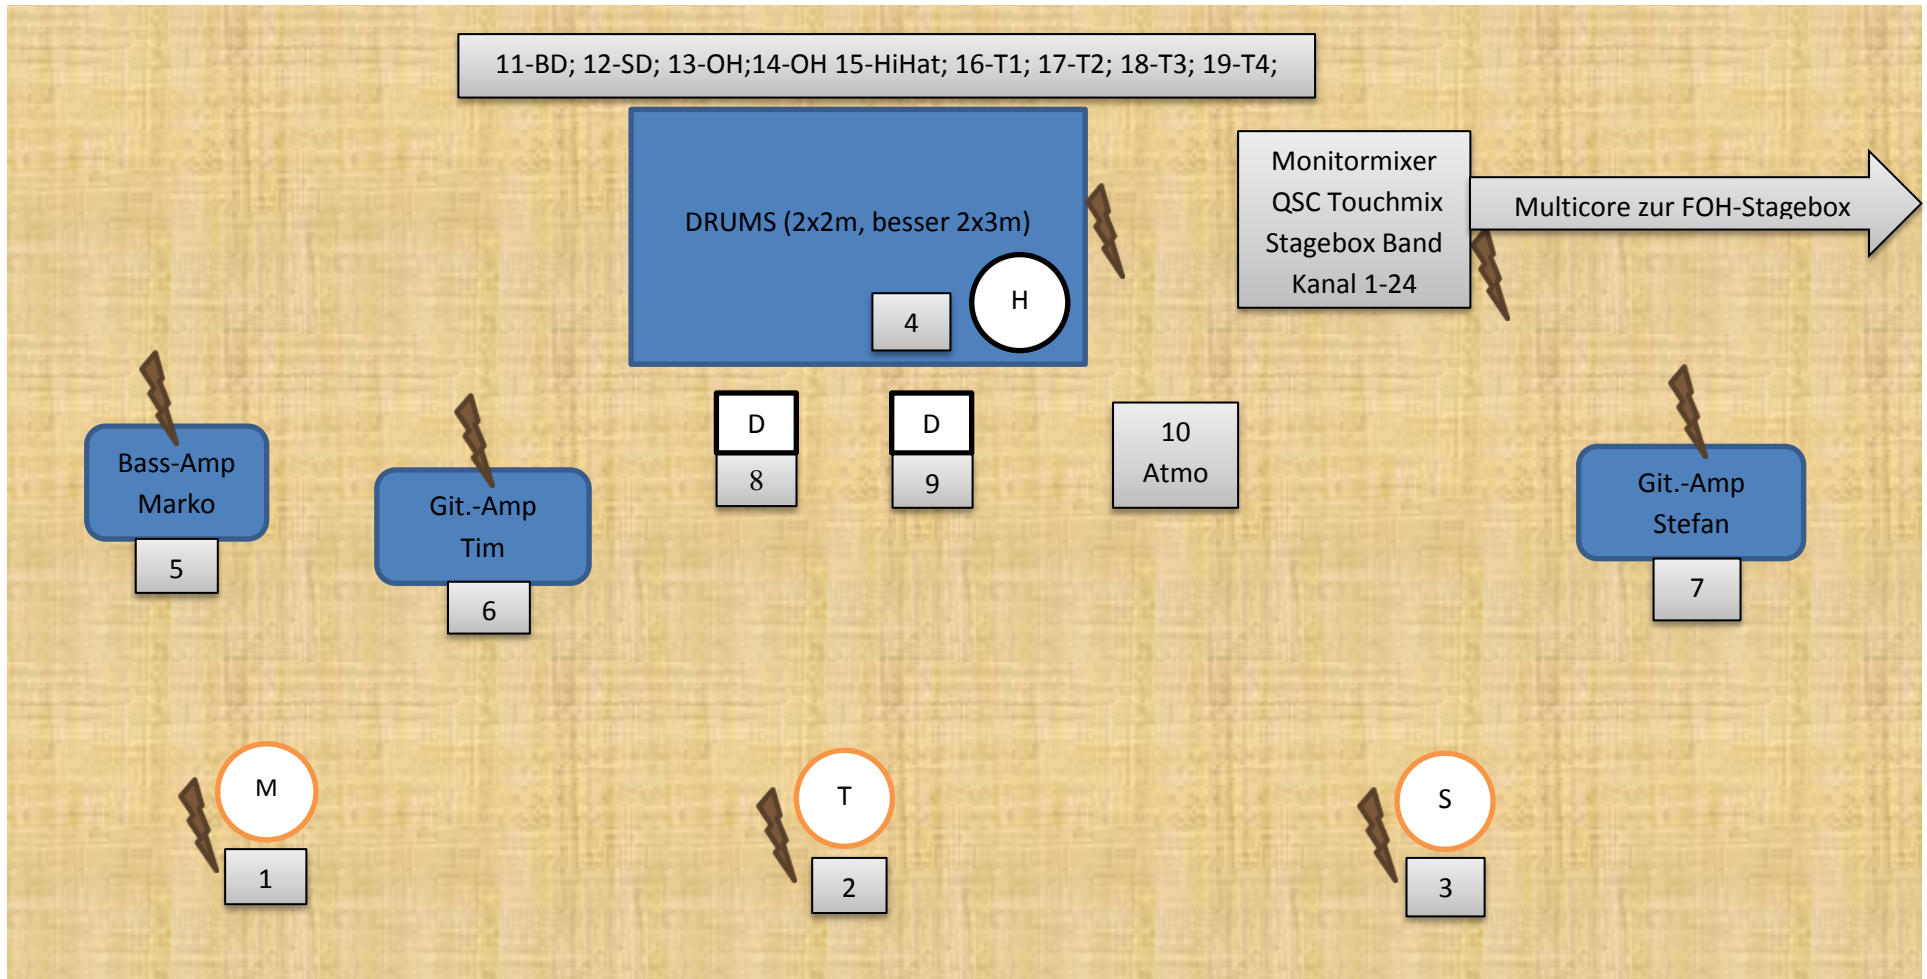 11-BD; 12-SD; 13-OH;14-OH 15-HiHat; 16-T1; 17-T2; 18-T3; 19-T4;
DRUMS (2x2m, besser 2x3m)
H
4
Monitormixer
QSC Touchmix
Stagebox Band
Kanal 1-24
Multicore zur FOH-Stagebox
Bass-Amp
Marko
5
Git.-Amp
Tim
6
D
8
D
9
10
Atmo
Git.-Amp
Stefan
7
M
1
T
2
S
3